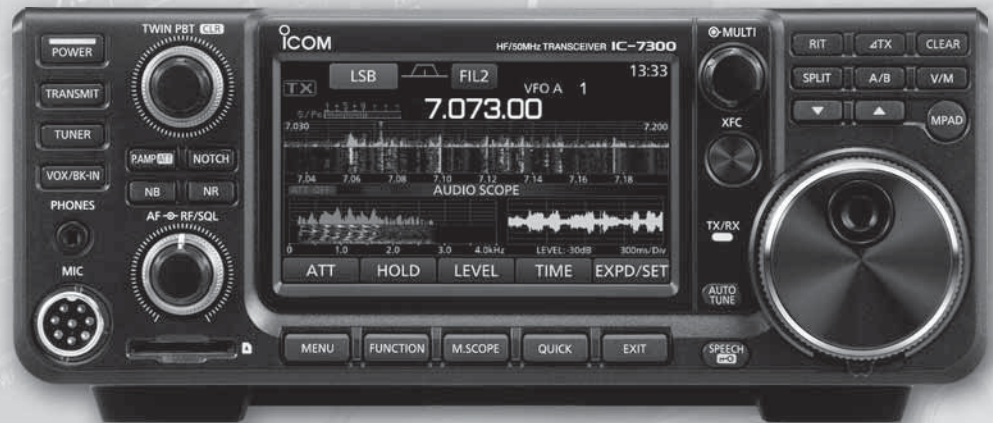 POWER
TRANSMIT
TUNER
VOX/BK-IN
PHONES
MIC
TWIN PBT CLR
P.AMP ATT NOTCH
NB NR
AF RF/SQL
ICOM
HF/50MHz TRANSCEIVER IC-7300
LSB FIL2 13:33
TX
VFO A 1
7.073.00
7.030 7.200
7.04 7.06 7.08 7.10 7.12 7.14 7.16 7.18
ATT OFF
AUDIO SCOPE
0 1.0 2.0 3.0 4.0kHz LEVEL:-30dB 300ms/Div
ATT HOLD LEVEL TIME EXPD/SET
MENU FUNCTION M.SCOPE QUICK EXIT
MULTI
XFC
TX/RX
AUTO TUNE
SPEECH
RIT ⊿TX CLEAR
SPLIT A/B V/M
▼ ▲
MPAD